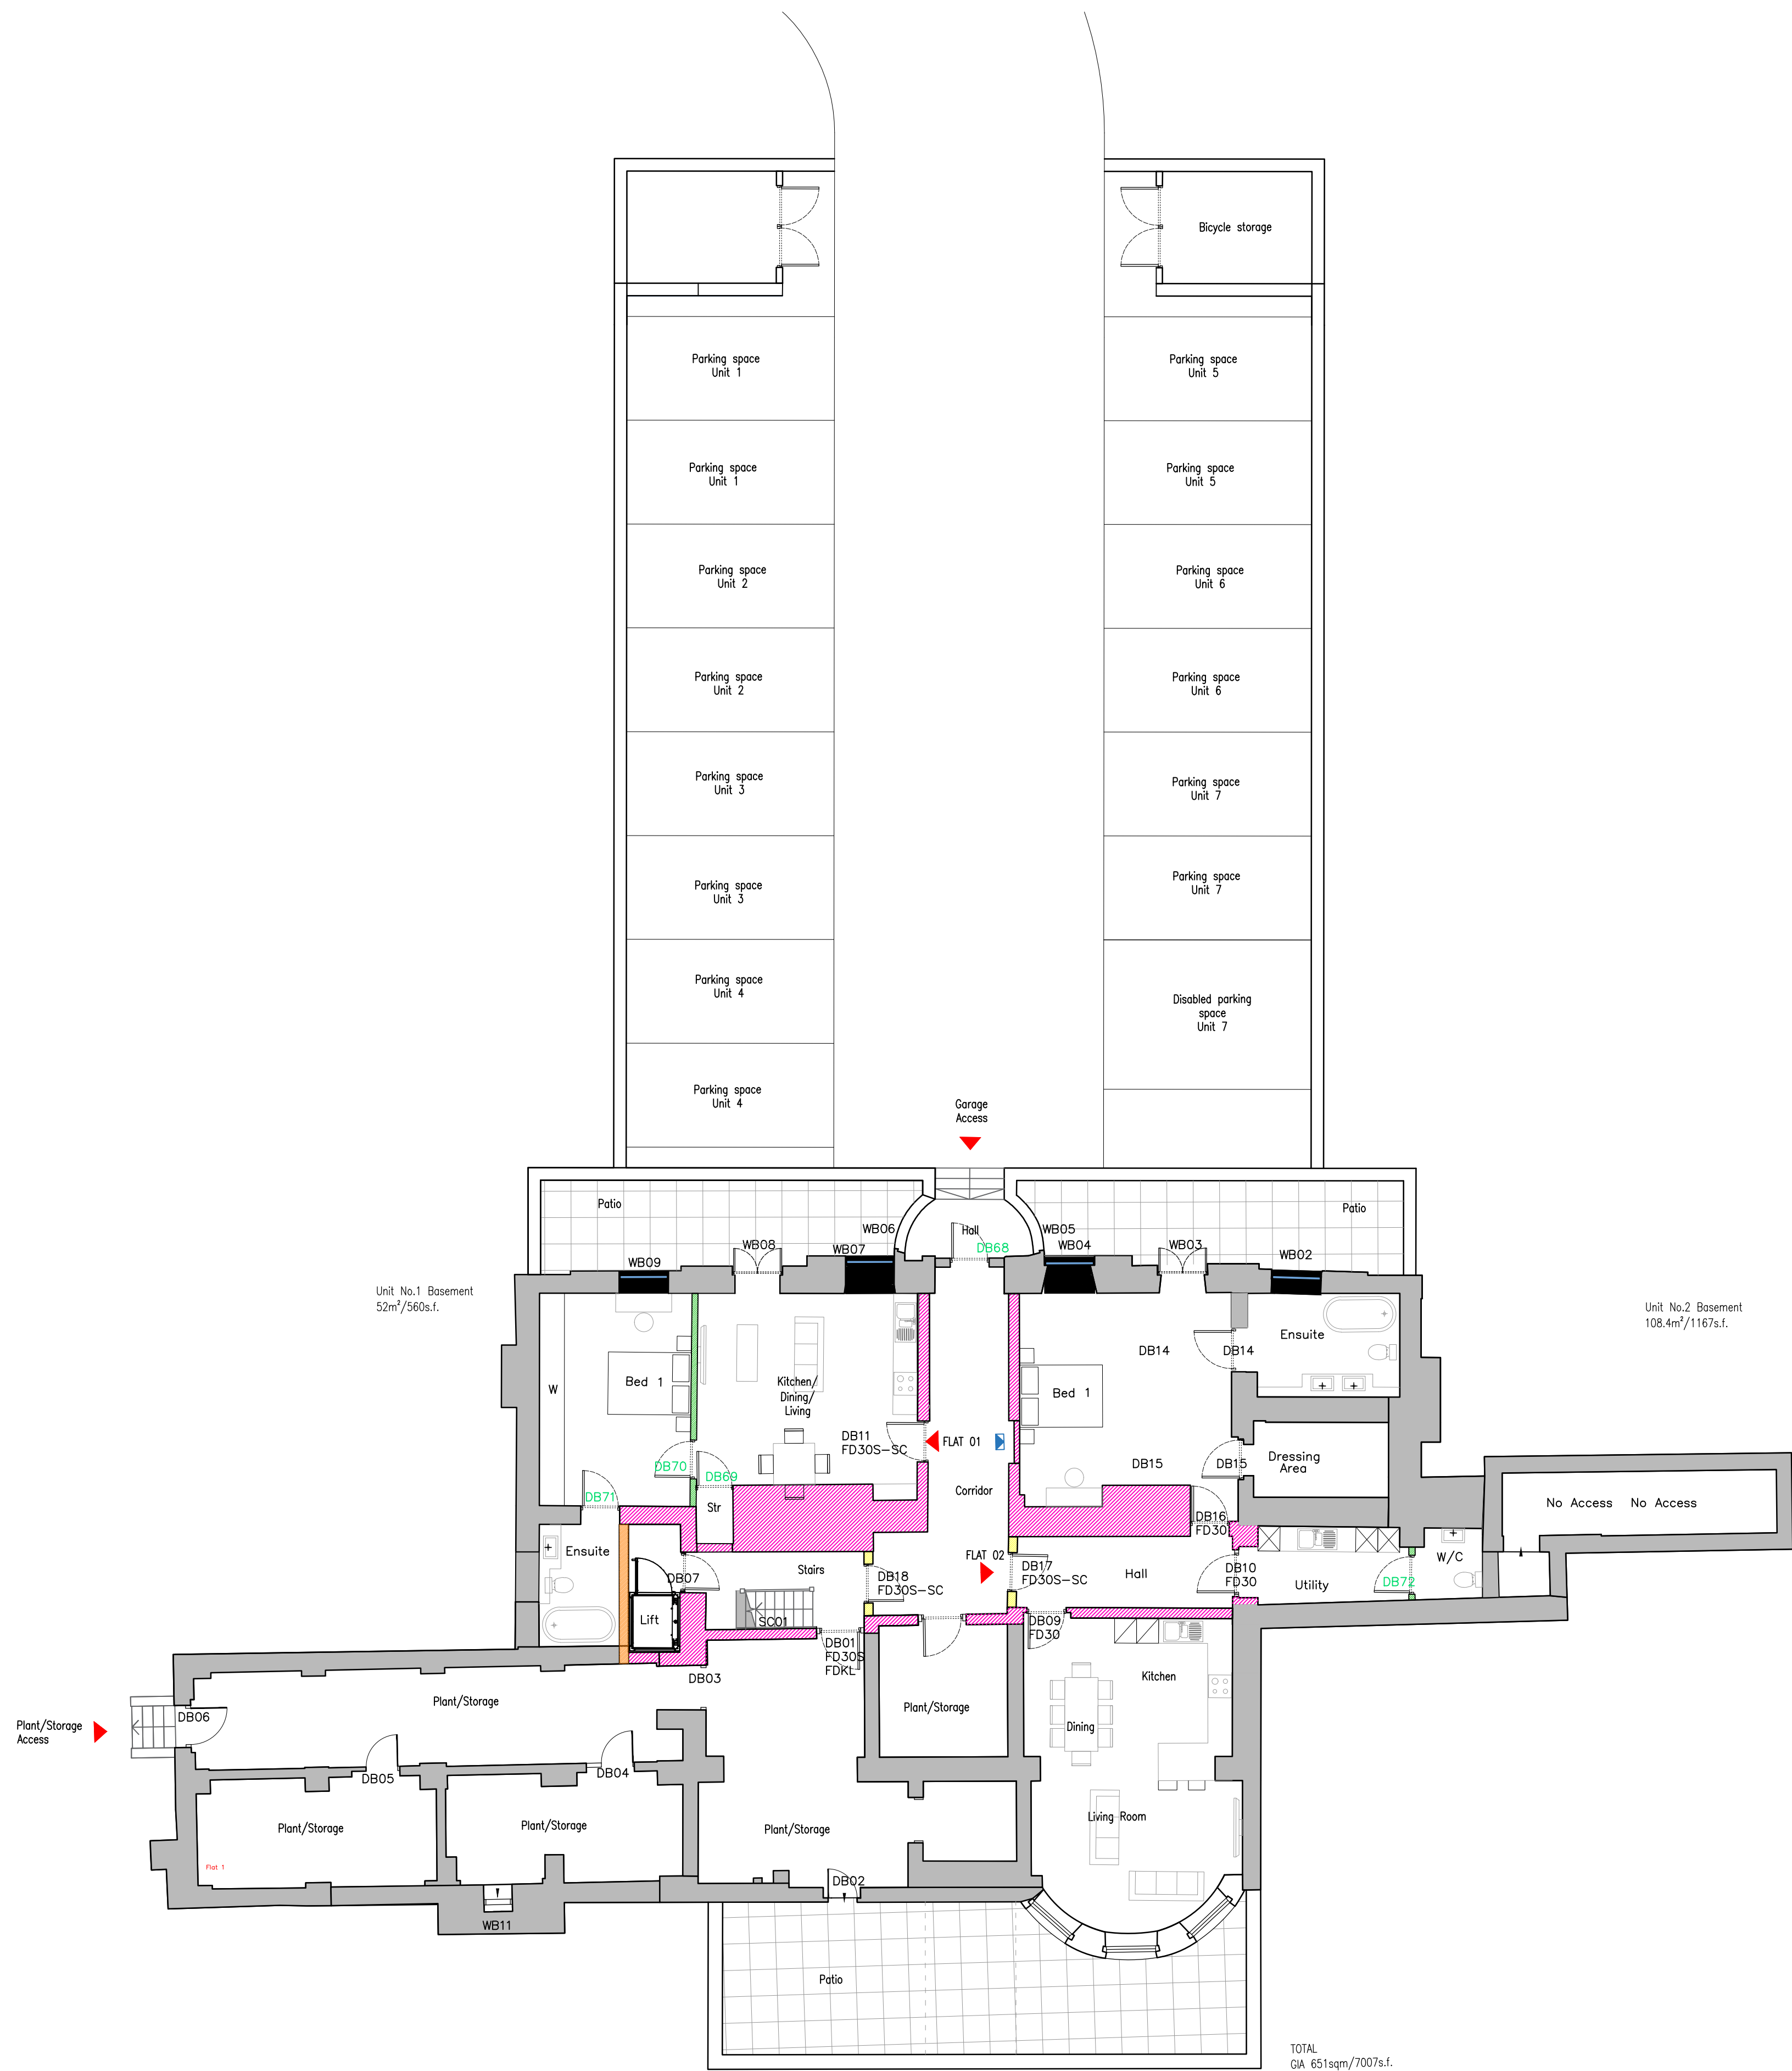 Bicycle storage
Parking space
Unit 1
Parking space
Unit 5
Parking space
Unit 1
Parking space
Unit 5
Parking space
Unit 2
Parking space
Unit 6
Parking space
Unit 2
Parking space
Unit 6
Parking space
Unit 3
Parking space
Unit 7
Parking space
Unit 3
Parking space
Unit 7
Parking space
Unit 4
Disabled parking
space
Unit 7
Parking space
Unit 4
Garage
Access
Patio
Patio
WB06
Hall
WB05
DB68
WB09
WB08
WB07
WB04
WB03
WB02
Unit No.1 Basement
52m²/560s.f.
Unit No.2 Basement
108.4m²/1167s.f.
W
Bed 1
Kitchen/
Dining/
Living
DB14
DB14
Ensuite
Bed 1
DB11
FD30S-SC
FLAT 01
DB70
DB69
DB15
DB15
Dressing
Area
DB71
Str
Corridor
DB16
FD30
No Access No Access
Ensuite
DB07
Stairs
DB18
FD30S-SC
FLAT 02
DB17
FD30S-SC
Hall
DB10
FD30
Utility
DB72
W/C
Lift
SC01
DB01
FD30S
FDKL
DB09
FD30
DB03
Plant/Storage
Plant/Storage
Kitchen
Dining
Plant/Storage
Access
DB06
DB05
DB04
Plant/Storage
Plant/Storage
Plant/Storage
Living Room
Flat 1
DB02
WB11
Patio
TOTAL
GIA 651sqm/7007s.f.